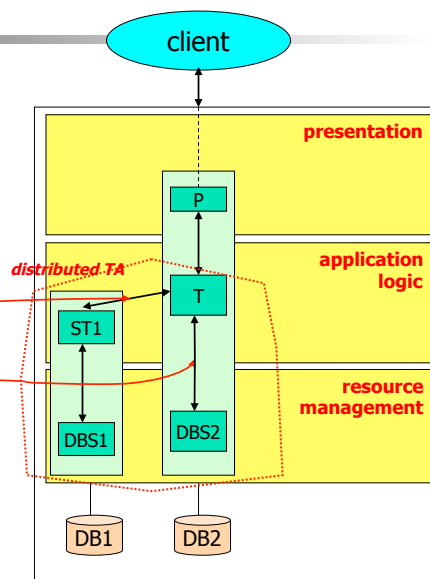 client
presentation
P
distributed TA
application
logic
T
ST1
resource
management
DBS1
DBS2
DB1
DB2